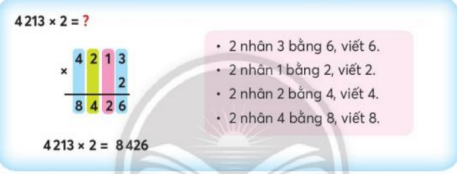 4 213 × 2 = ?
4 2 1 3
×
2
8 4 2 6
• 2 nhân 3 bằng 6, viết 6.
• 2 nhân 1 bằng 2, viết 2.
• 2 nhân 2 bằng 4, viết 4.
• 2 nhân 4 bằng 8, viết 8.
4 213 × 2 = 8 426